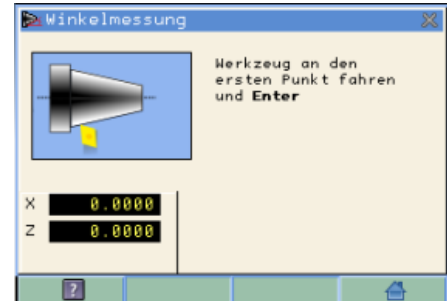 Winkelmessung
Werkzeug an den
ersten Punkt fahren
und Enter
X 0.0000
Z 0.0000
?